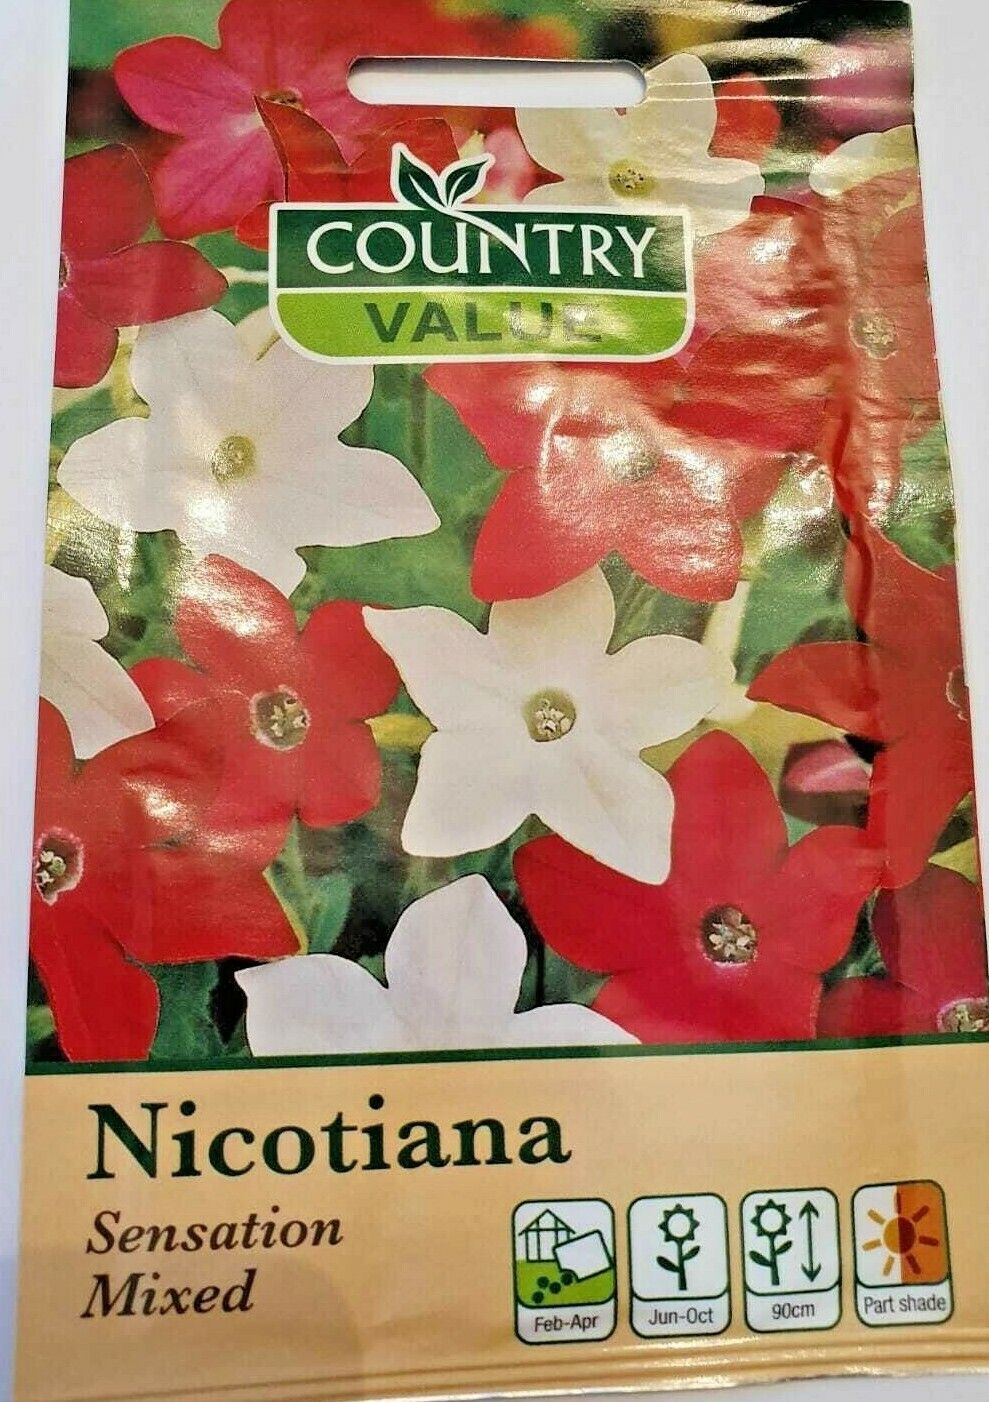 COUNTRY
VALUE
Nicotiana
Sensation
Mixed
Feb-Apr
Jun-Oct
90cm
Part shade